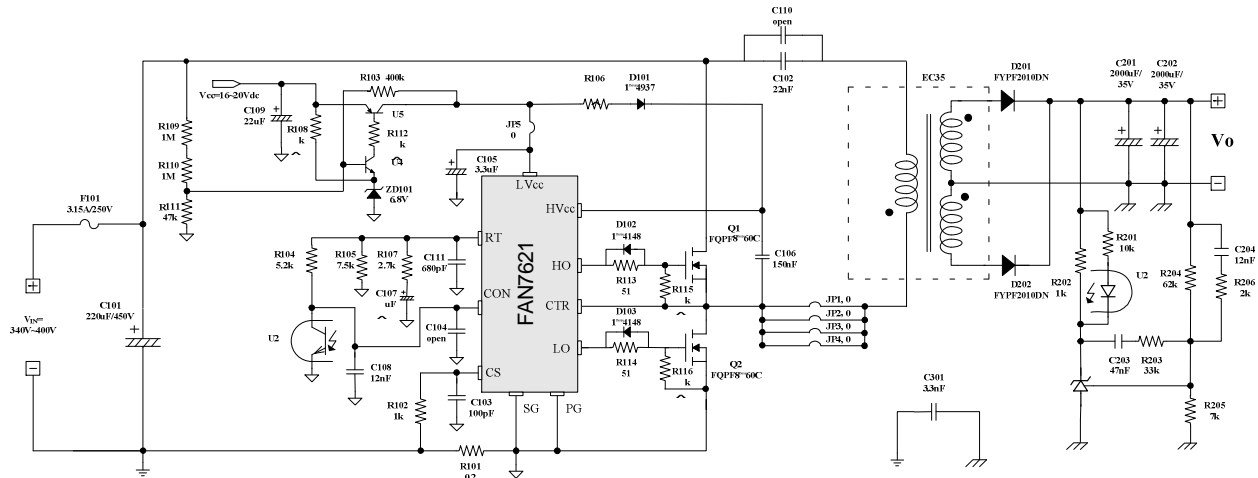 C110
open
C102
22nF
EC35
D201
FYPF2010DN
C201
2000uF/
35V
C202
2000uF/
35V
Vcc=16~20Vdc
C109
22uF
R108
k
R103 400k
U5
R112
k
U4
ZD101
6.8V
R106
D101
JP5
0
C105
3.3uF
R109
1M
R110
1M
R111
47k
F101
3.15A/250V
LVcc
HVcc
RT
HO
CON
CTR
LO
CS
SG
PG
FAN7621
R104
5.2k
R105
7.5k
R107
2.7k
C111
680pF
C107
uF
C104
open
U2
C108
12nF
R102
1k
C103
100pF
R101
0.2
D102
R113
51
D103
R114
51
R115
k
R116
k
Q1
Q2
C106
150nF
JP1, 0
JP2, 0
JP3, 0
JP4, 0
C101
220uF/450V
VIN=
340V~400V
+
-
D202
FYPF2010DN
Vo
+
-
R201
10k
U2
R202
1k
R204
62k
C204
12nF
R206
2k
C203
47nF
R203
33k
R205
7k
C301
3.3nF